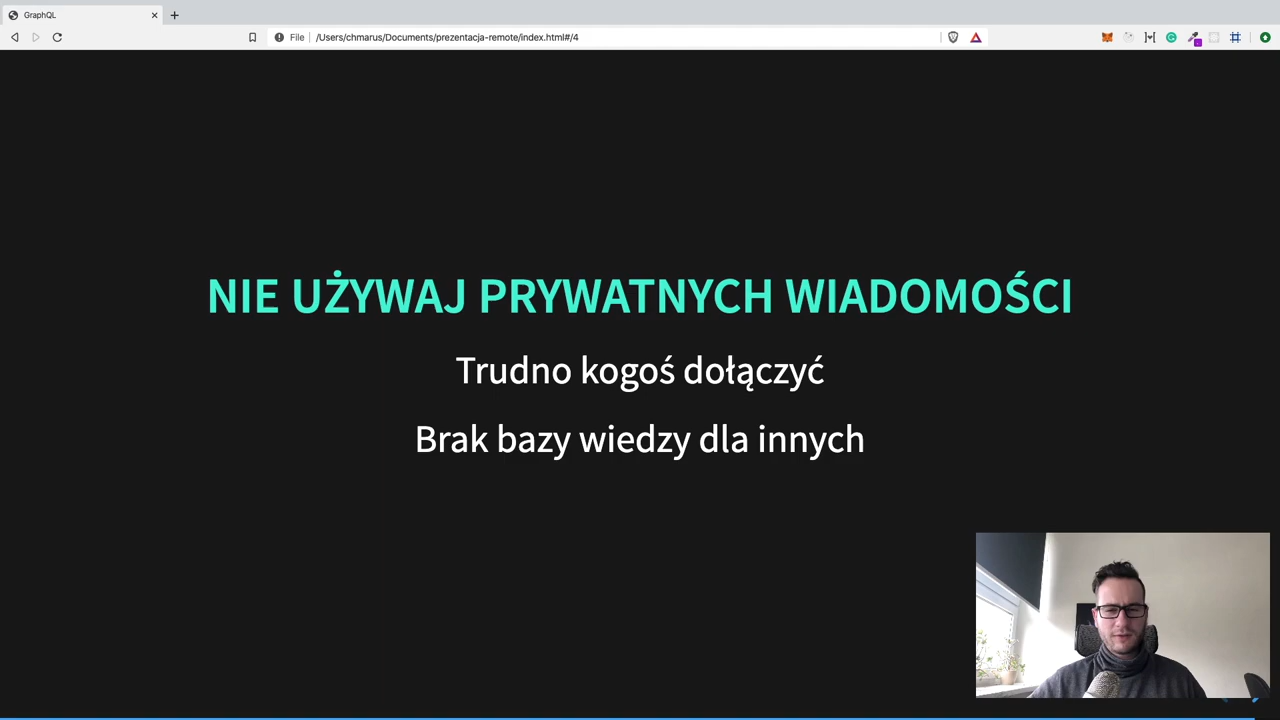 GraphQL
File
/Users/chmarus/Documents/prezentacja-remote/index.html#/4
NIE UŻYWAJ PRYWATNYCH WIADOMOŚCI
Trudno kogoś dołączyć
Brak bazy wiedzy dla innych